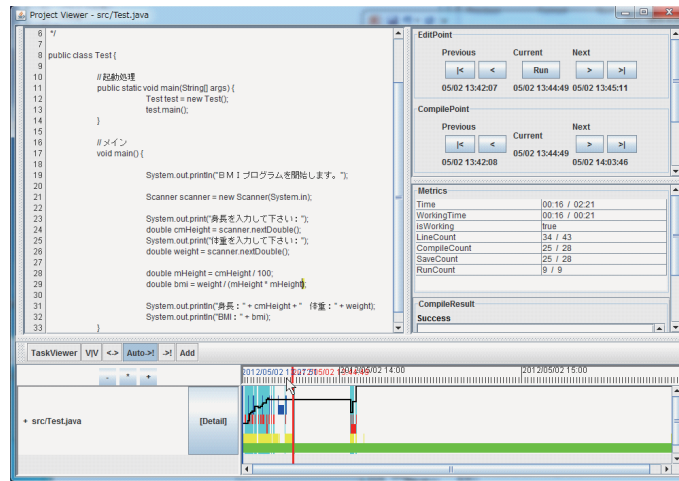 Project Viewer - src/Test.java
6 */
7
8 public class Test {
9
10 //起動処理
11 public static void main(String[] args) {
12 Test test = new Test();
13 test.main();
14 }
15
16 //メイン
17 void main() {
18
19 System.out.println("ＢＭＩプログラムを開始します。");
20
21 Scanner scanner = new Scanner(System.in);
22
23 System.out.print("身長を入力して下さい：");
24 double cmHeight = scanner.nextDouble();
25 System.out.print("体重を入力して下さい：");
26 double weight = scanner.nextDouble();
27
28 double mHeight = cmHeight / 100;
29 double bmi = weight / (mHeight * mHeight);
30
31 System.out.println("身長：" + cmHeight + "　体重：" + weight);
32 System.out.println("BMI：" + bmi);
33 }
EditPoint
Previous Current Next
|< < Run > >|
05/02 13:42:07 05/02 13:44:49 05/02 13:45:11
CompilePoint
Previous Current Next
|< < > >|
05/02 13:42:08 05/02 13:44:49 05/02 14:03:46
Metrics
Time 00:16 / 02:21
WorkingTime 00:16 / 00:21
isWorking true
LineCount 34 / 43
CompileCount 25 / 28
SaveCount 25 / 28
RunCount 9 / 9
CompileResult
Success
TaskViewer V|V <-> Auto->! ->! Add
- * +
2012/05/02 14:00 2012/05/02 15:00
+ src/Test.java [Detail]